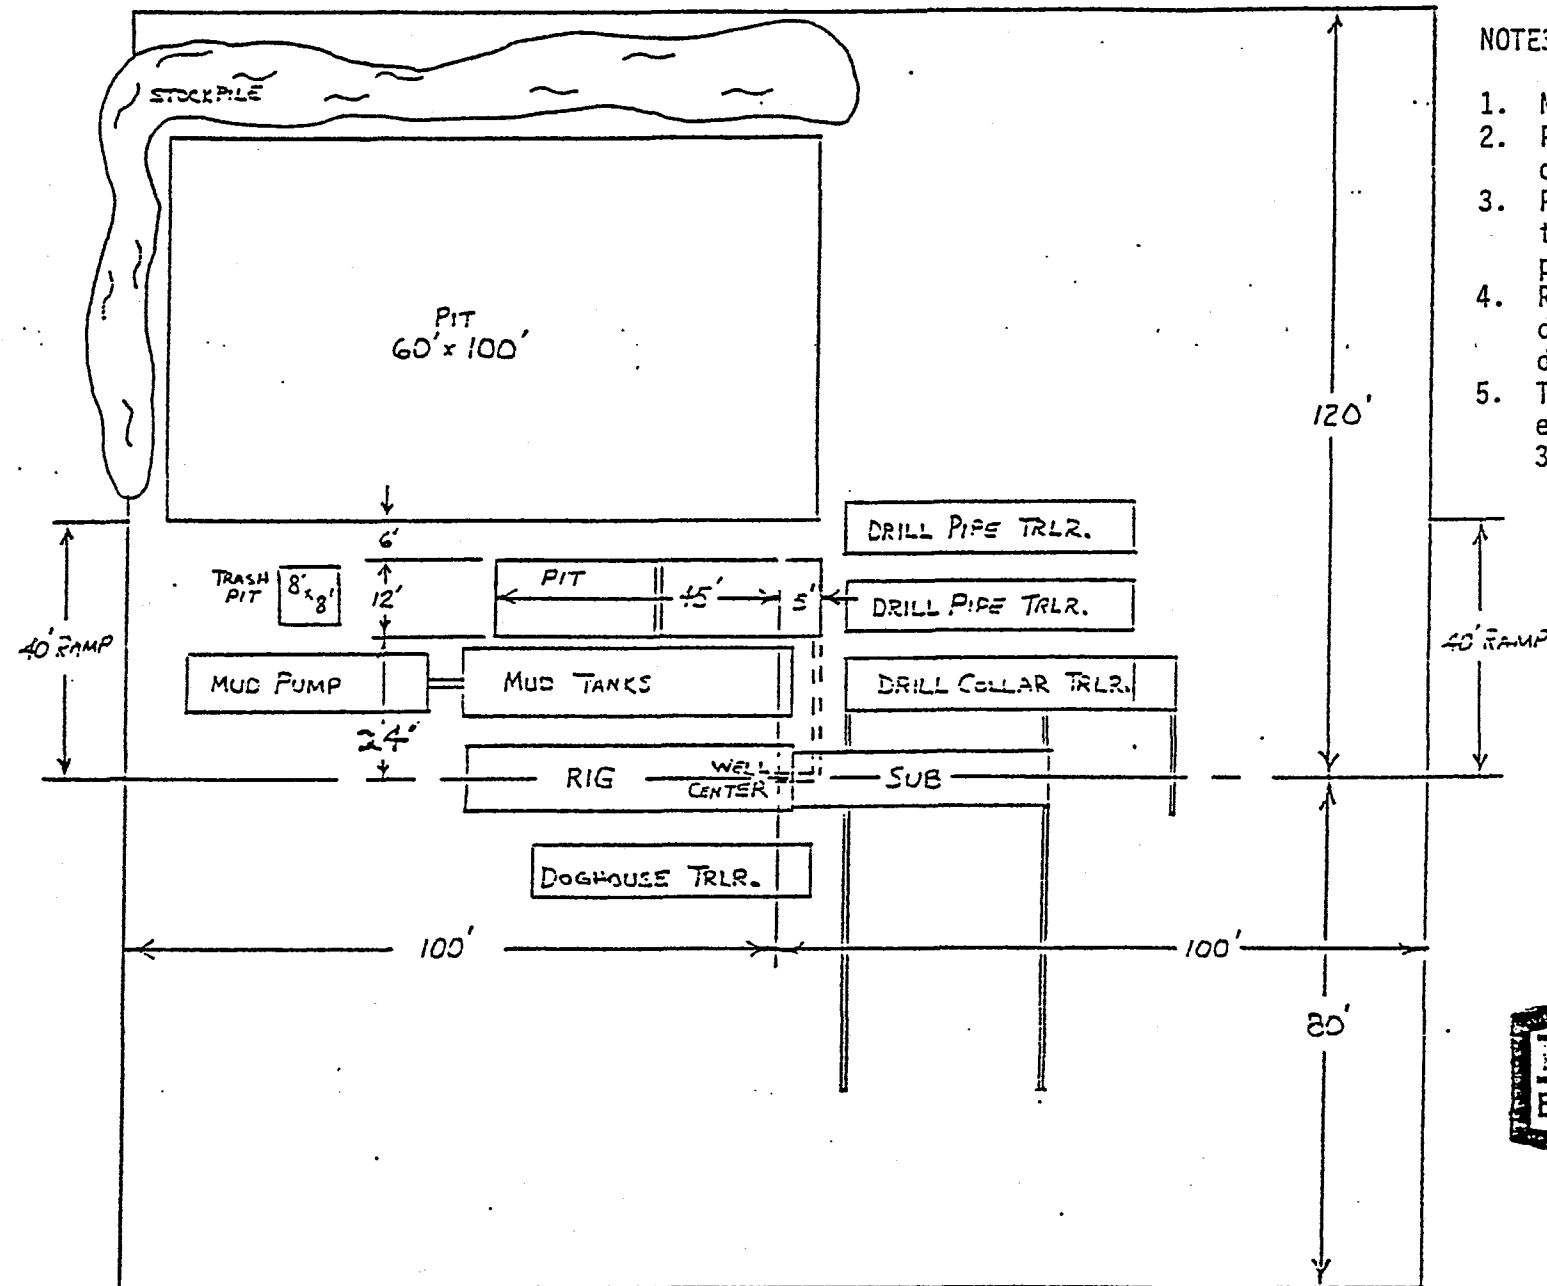 NOTES
1.
2.
3.
4.
5.
3
STOCKPILE
PIT
60' x 100'
120'
6'
12'
TRASH
PIT
8' x 8'
PIT
45'
5'
DRILL PIPE TRLR.
DRILL PIPE TRLR.
DRILL COLLAR TRLR.
40' RAMP
40' RAMP
MUD PUMP
MUD TANKS
24'
RIG
WELL
CENTER
SUB
DOGHOUSE TRLR.
100'
100'
80'